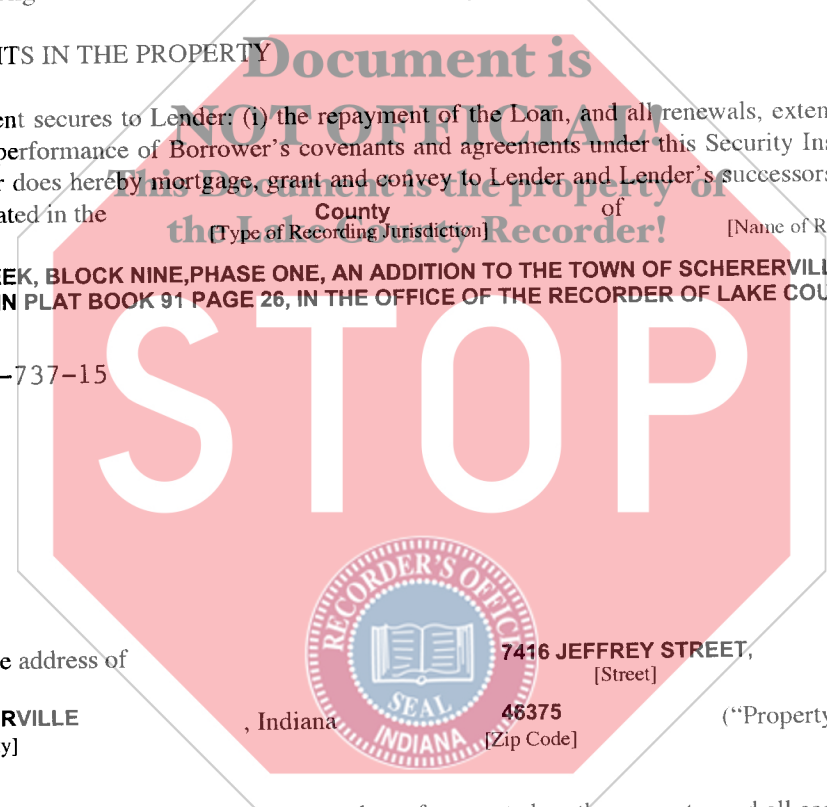 ITS IN THE PROPERTY
Document is
ent secures to Lender: (i) the repayment of the Loan, and all renewals, exten
NOT OFFICIAL!
performance of Borrower's covenants and agreements under this Security Ins
r does hereby mortgage, grant and convey to Lender and Lender's successors
This Document is the property of
ated in the County of
the Lake County Recorder!
[Type of Recording Jurisdiction] [Name of R
EEK, BLOCK NINE,PHASE ONE, AN ADDITION TO THE TOWN OF SCHERERVILL
IN PLAT BOOK 91 PAGE 26, IN THE OFFICE OF THE RECORDER OF LAKE COU
–737–15
STOP
RECORDER'S OFFICE
SEAL
INDIANA
e address of 7416 JEFFREY STREET,
[Street]
RVILLE , Indiana 46375 ("Property
y] [Zip Code]